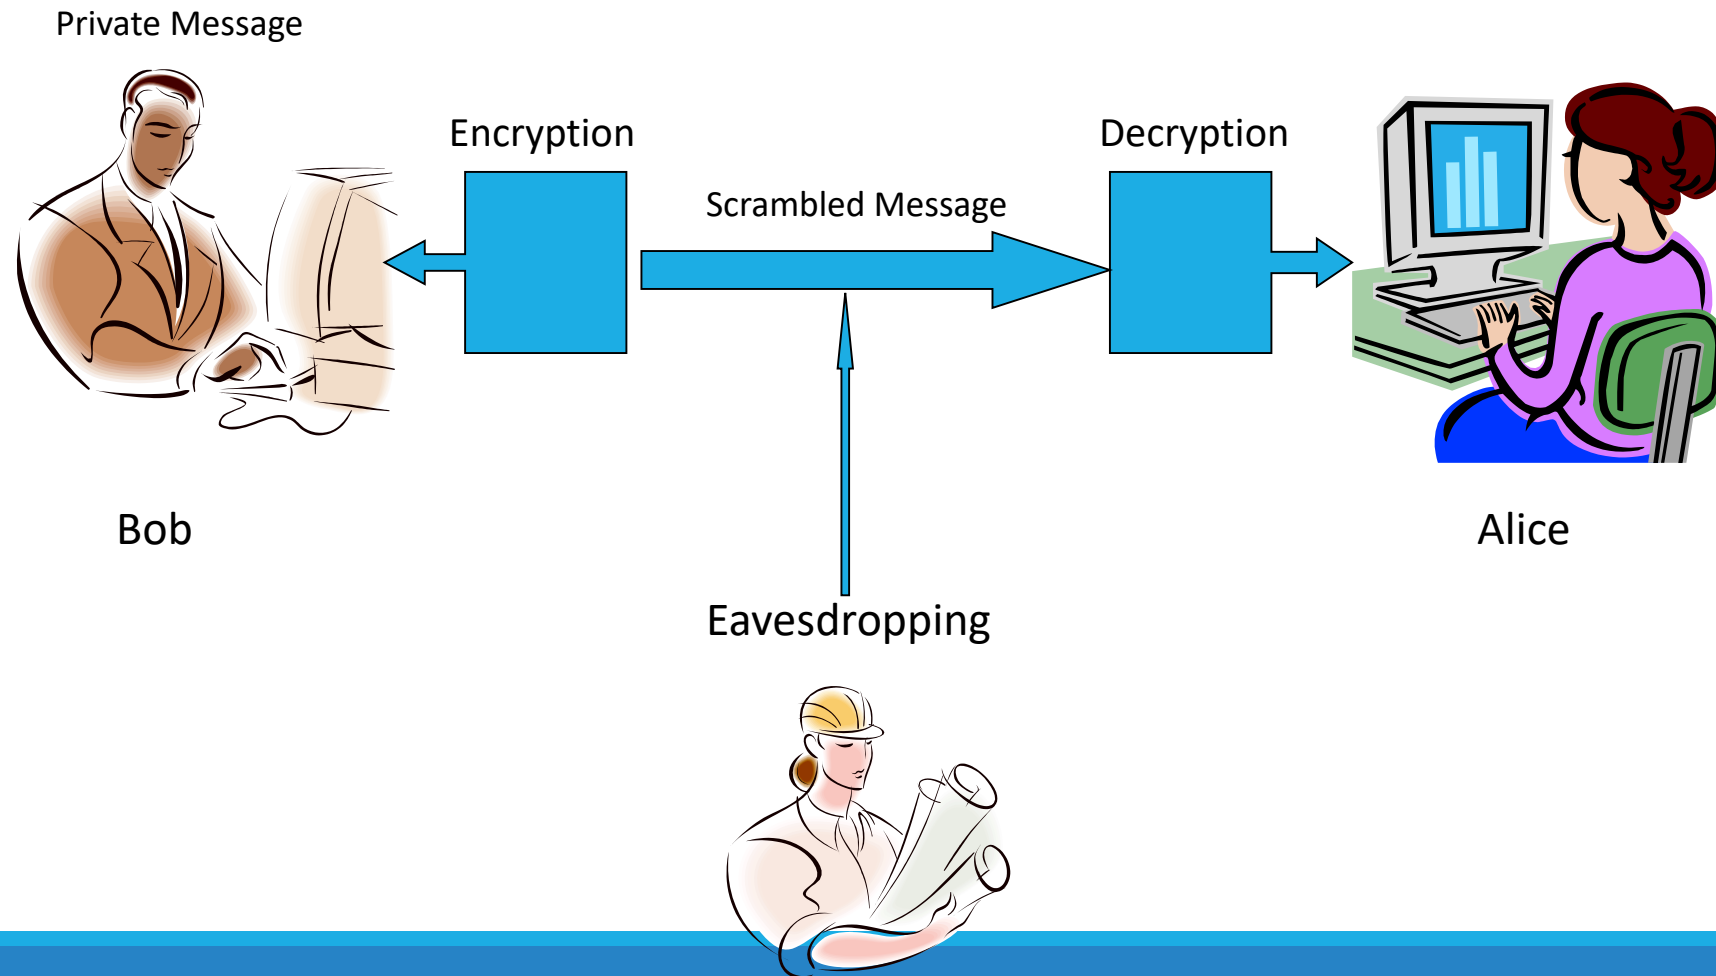 Private Message
Encryption
Decryption
Scrambled Message
Bob
Alice
Eavesdropping